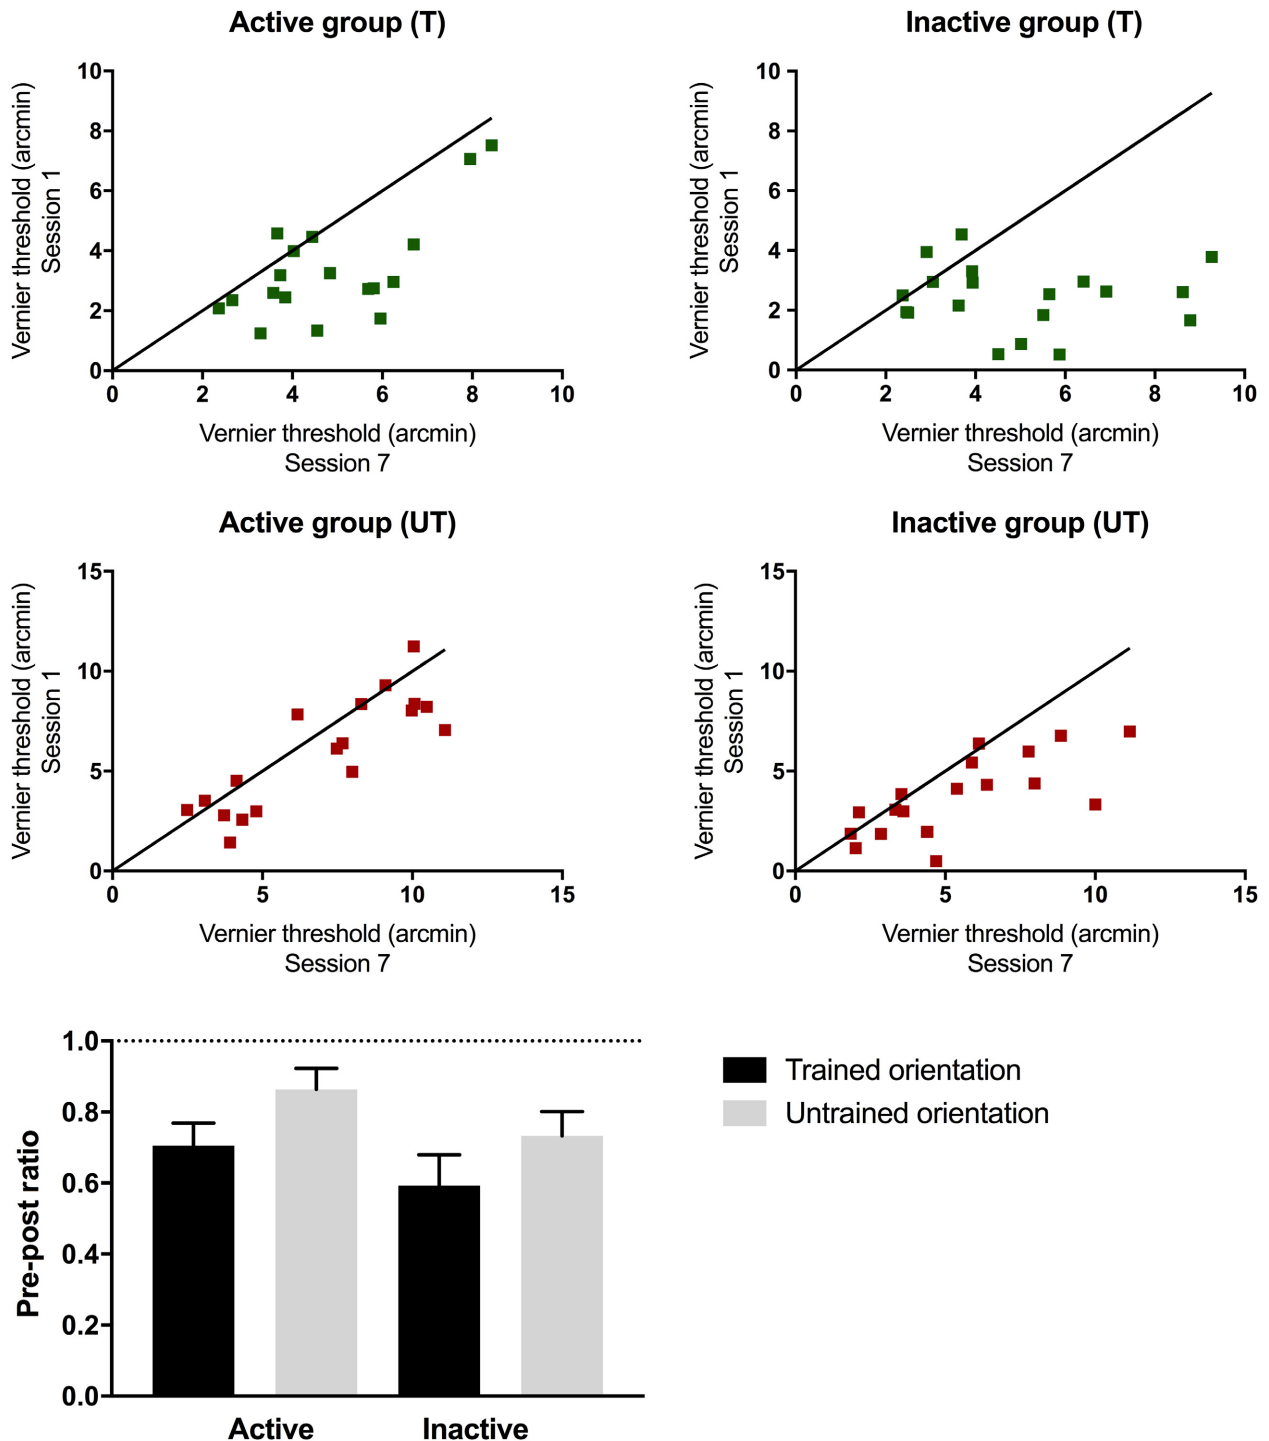 Active group (T)
Vernier threshold (arcmin)
Session 1
10
8
6
4
2
0
0 2 4 6 8 10
Vernier threshold (arcmin)
Session 7
Inactive group (T)
Vernier threshold (arcmin)
Session 1
10
8
6
4
2
0
0 2 4 6 8 10
Vernier threshold (arcmin)
Session 7
Active group (UT)
Vernier threshold (arcmin)
Session 1
15
10
5
0
0 5 10 15
Vernier threshold (arcmin)
Session 7
Inactive group (UT)
Vernier threshold (arcmin)
Session 1
15
10
5
0
0 5 10 15
Vernier threshold (arcmin)
Session 7
Pre-post ratio
1.0
0.8
0.6
0.4
0.2
0.0
Active Inactive
Trained orientation
Untrained orientation